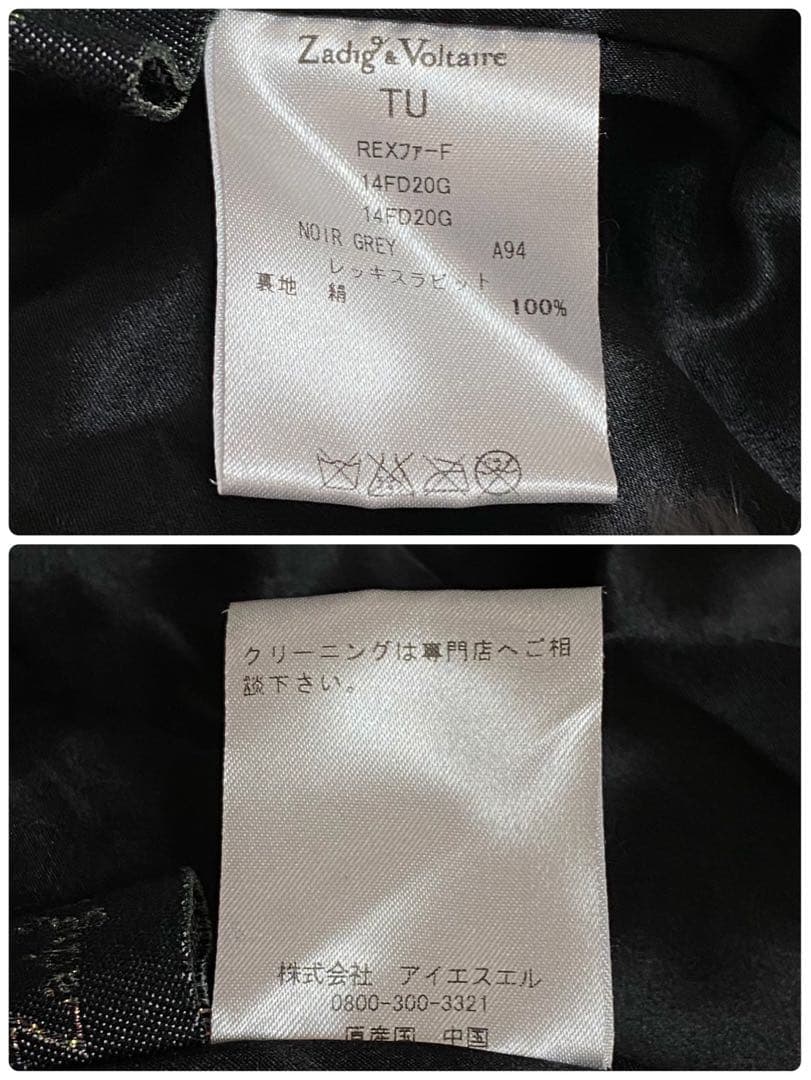 Zadig & Voltaire
TU
REXファーF
14FD20G
14FD20G
NOIR GREY A94
レッキスラビット
裏地 絹 100%
クリーニングは専門店へご相
談下さい。
株式会社 アイエスエル
0800-300-3321
原産国 中国